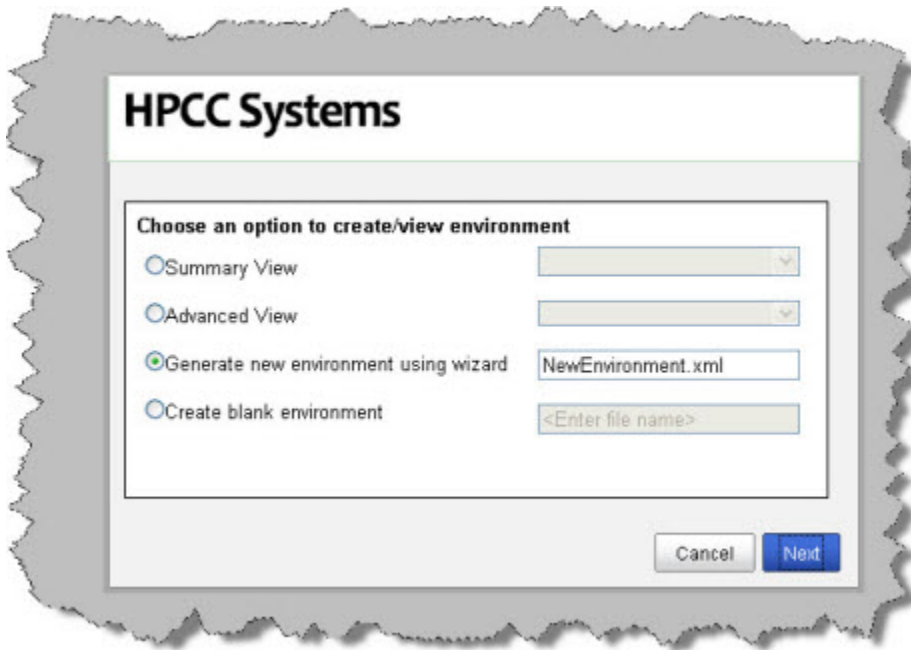 HPCC Systems
Choose an option to create/view environment
Summary View
Advanced View
Generate new environment using wizard NewEnvironment.xml
Create blank environment <Enter file name>
Cancel Next